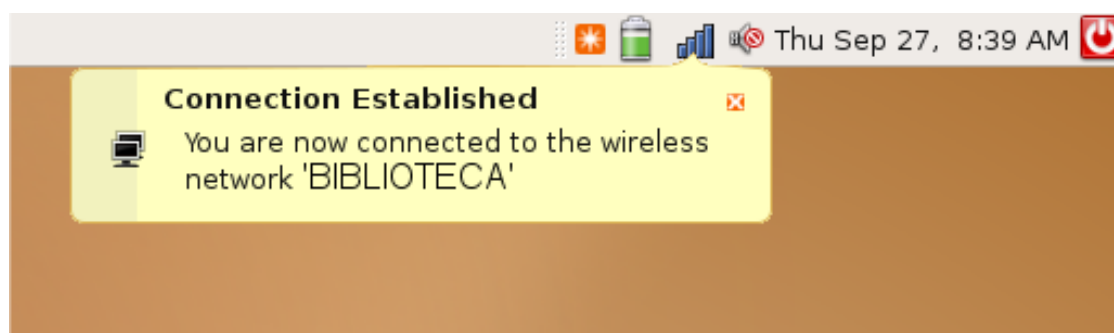 Thu Sep 27, 8:39 AM
Connection Established
You are now connected to the wireless
network 'BIBLIOTECA'